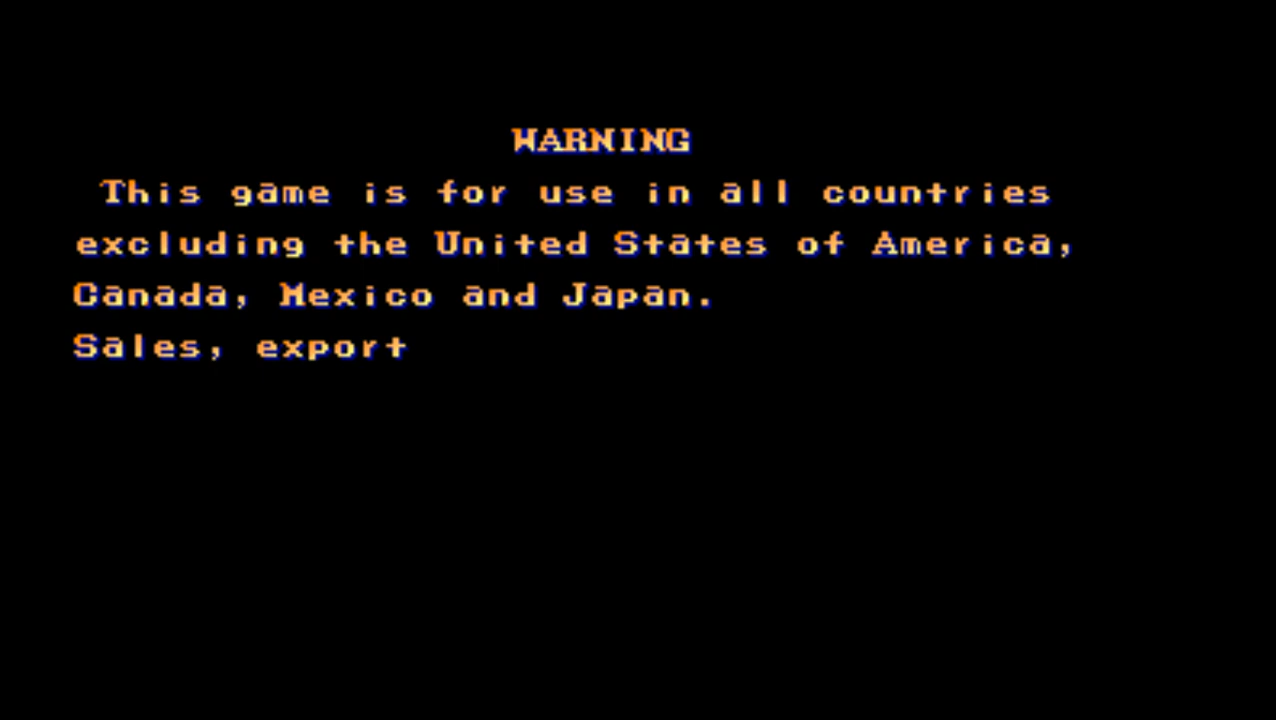 WARNING
This game is for use in all countries
excluding the United States of America,
Canada, Mexico and Japan.
Sales, export